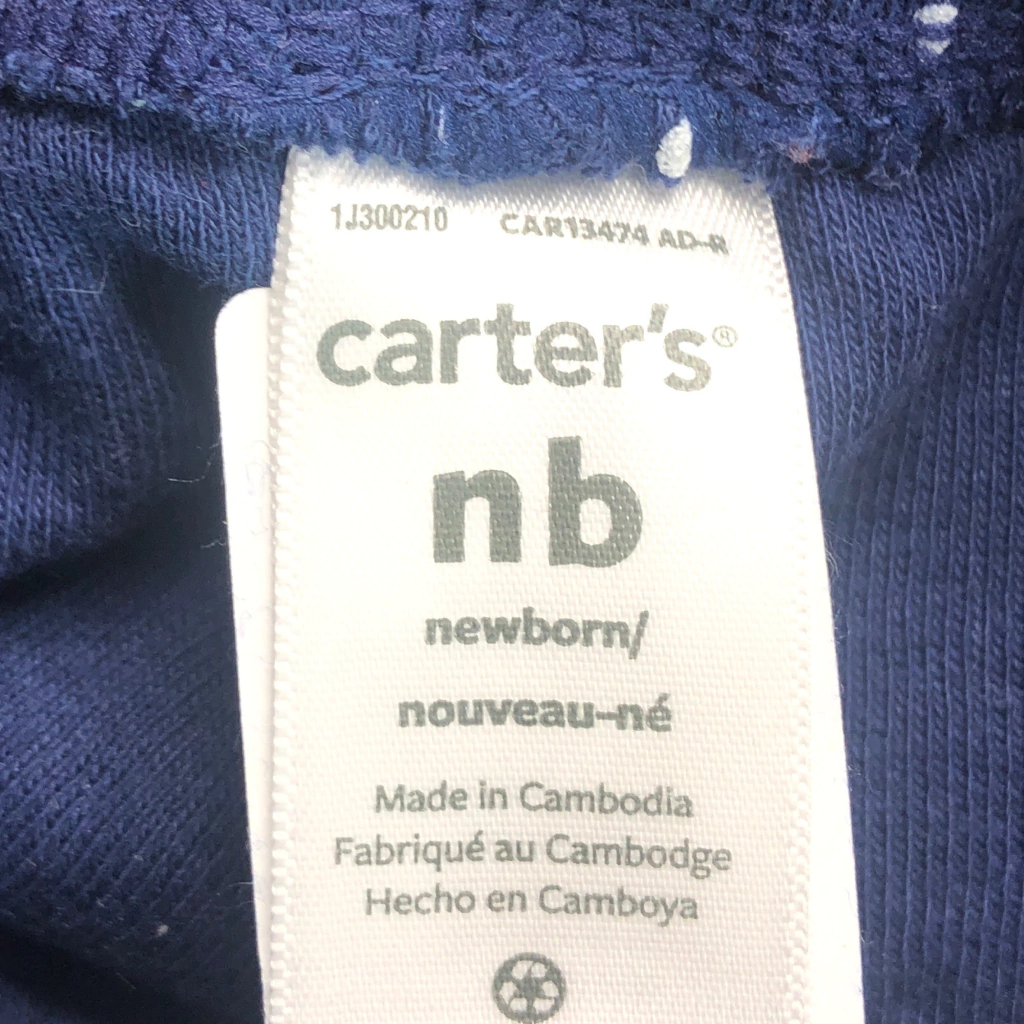 1J300210 CAR13474 AD-R
carter's®
nb
newborn/
nouveau-né
Made in Cambodia
Fabriqué au Cambodge
Hecho en Camboya